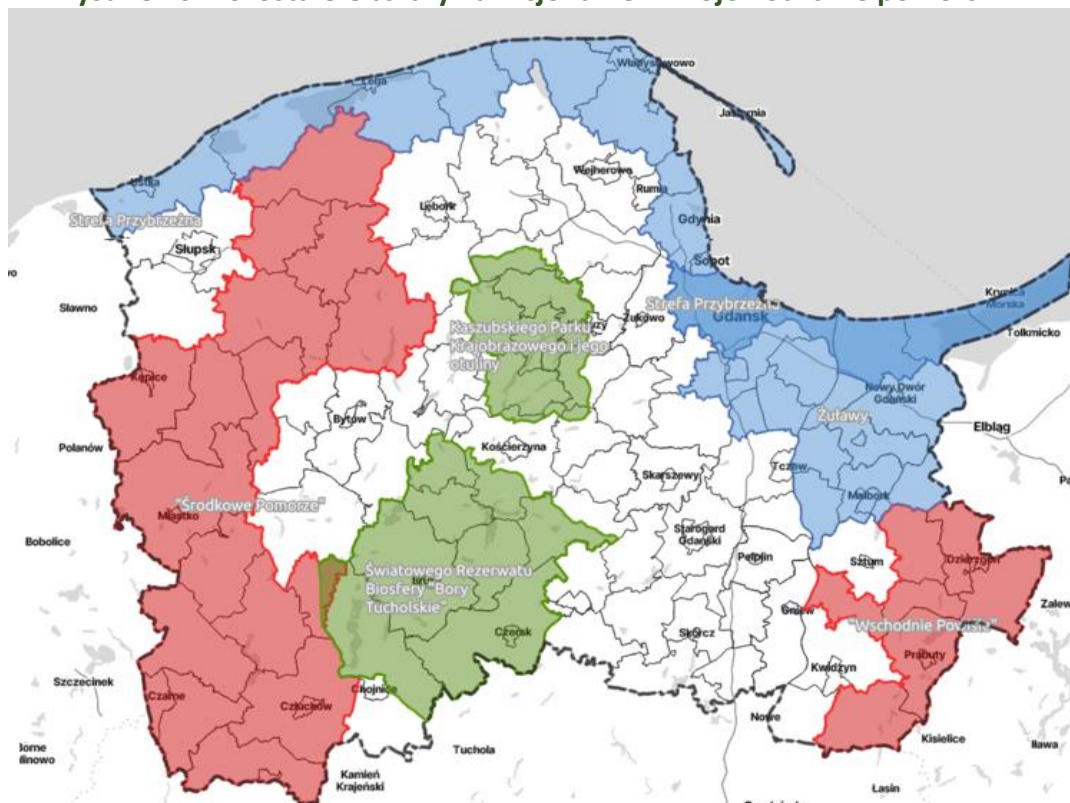 Władysławowo
Łeba
Jastarnia
Wejherowo
Rumia
Ustka
Lębork
Gdynia
Strefa Przybrzeżna
Słupsk
Sopot
Krynica
Morska
Sławno
Strefa Przybrzeżna
Gdańsk
Żukowo
Kaszubskiego Parku
Krajobrazowego i jego
otuliny
Tolmicko
Kępice
Nowy Dwór
Gdański
Bytów
Żuławy
Elbląg
Polanów
Kościerzyna
Skarszewy
Tczew
Malbork
"Środkowe Pomorze"
Miastko
Starogard
Gdański
Bobolice
Pelplin
Sztum
Dzierzgoń
Światowego Rezerwatu
Biosfery "Bory
Tucholskie"
Zalew
Gniew
"Wschodnie Powiśle"
Czersk
Skórcz
Prabuty
Szczecinek
Kwidzyn
Czarne
Chojnice
Człuchów
Nowe
Kisielice
Iława
Tuchola
Kamień
Krajeński
Łasin